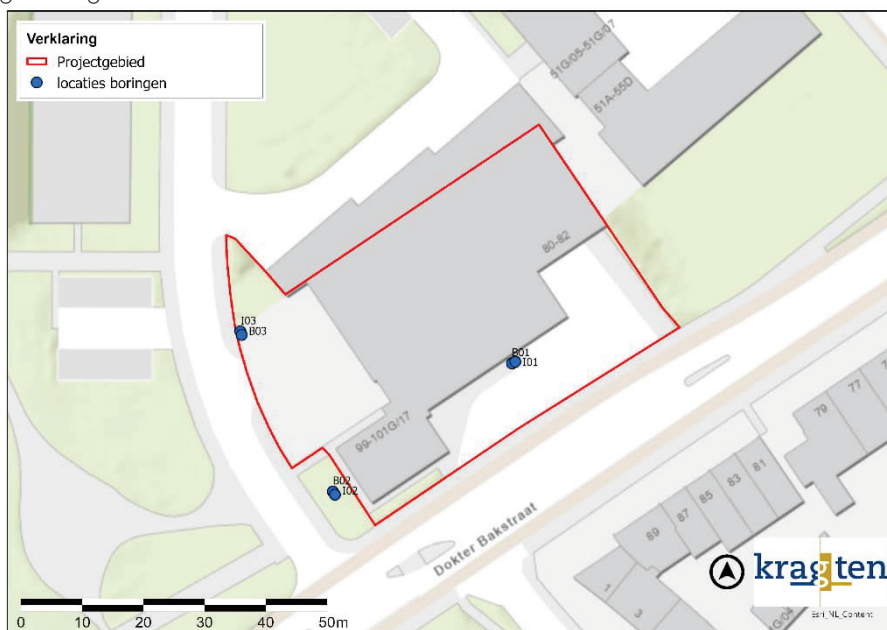 Verklaring
Projectgebied
locaties boringen
51G/05-51G/07
51A-55D
80-82
I03
B03
B01
I01
99-101G/17
B02
I02
79
77
81
83
85
87
89
Dokter Bakstraat
1
3
kragten
0 10 20 30 40 50m
Esri_NL_Content